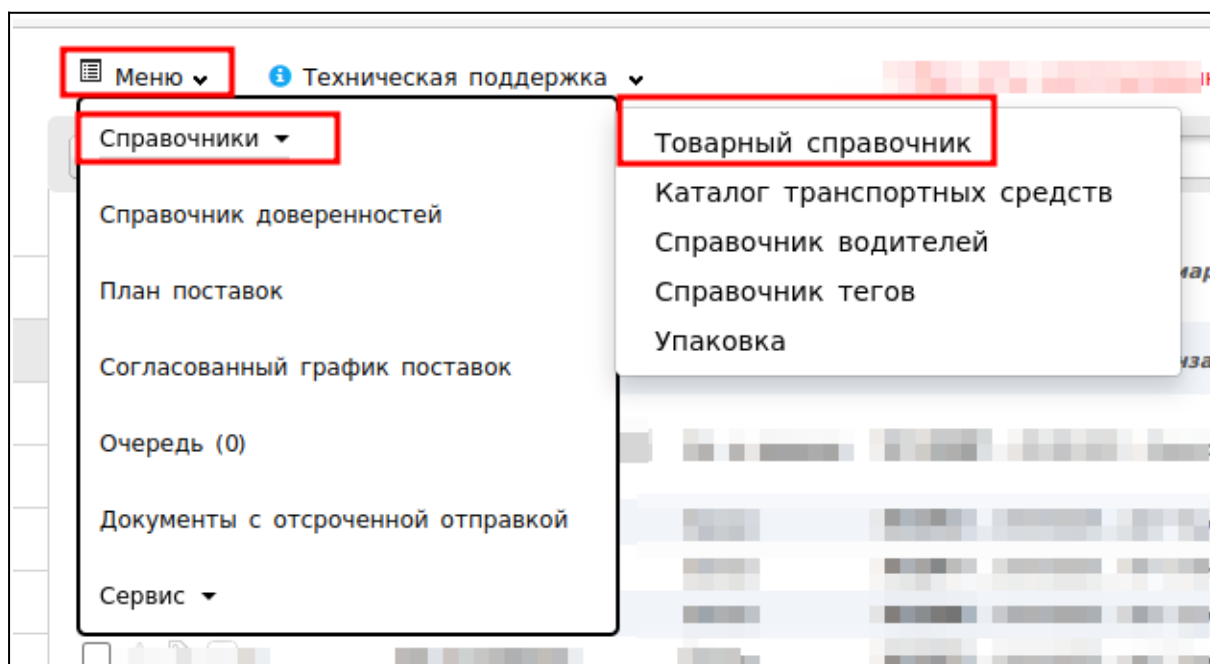 Меню
Техническая поддержка
Справочники
Справочник доверенностей
План поставок
Согласованный график поставок
Очередь (0)
Документы с отсроченной отправкой
Сервис
Товарный справочник
Каталог транспортных средств
Справочник водителей
Справочник тегов
Упаковка